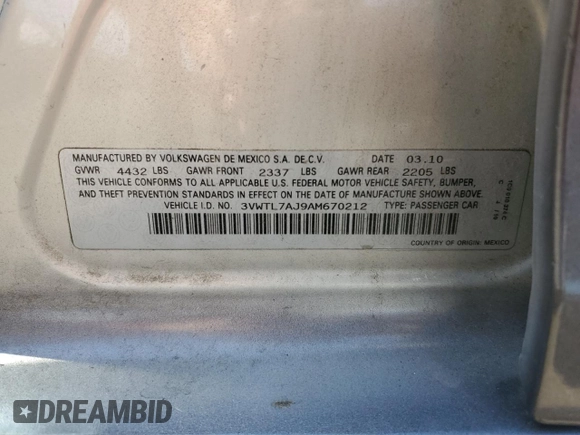 MANUFACTURED BY VOLKSWAGEN DE MEXICO S.A. DE.C.V. DATE 03.10
GVWR 4432 LBS GAWR FRONT 2337 LBS GAWR REAR 2205 LBS
THIS VEHICLE CONFORMS TO ALL APPLICABLE U.S. FEDERAL MOTOR VEHICLE SAFETY, BUMPER,
AND THEFT PREVENTION STANDARDS IN EFFECT ON THE DATE OF MANUFACTURE SHOWN ABOVE.
VEHICLE I.D. NO. 3VWTL7AJ9AM670212 TYPE: PASSENGER CAR
COUNTRY OF ORIGIN: MEXICO
DREAMBID